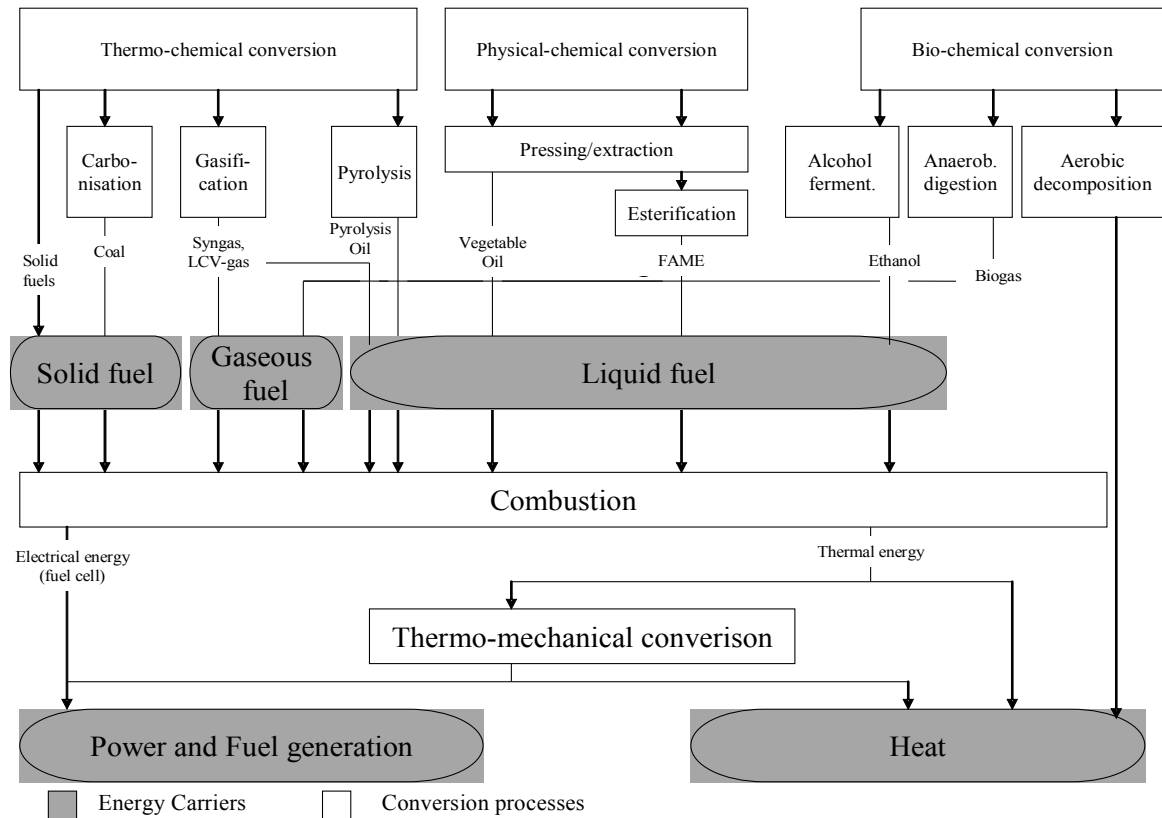 Thermo-chemical conversion
Physical-chemical conversion
Bio-chemical conversion
Carbo-
nisation
Gasifi-
cation
Pyrolysis
Pressing/extraction
Esterification
Alcohol
ferment.
Anaerob.
digestion
Aerobic
decomposition
Solid
fuels
Coal
Syngas,
LCV-gas
Pyrolysis
Oil
Vegetable
Oil
FAME
Ethanol
Biogas
Solid fuel
Gaseous
fuel
Liquid fuel
Combustion
Electrical energy
(fuel cell)
Thermal energy
Thermo-mechanical converison
Power and Fuel generation
Heat
Energy Carriers
Conversion processes